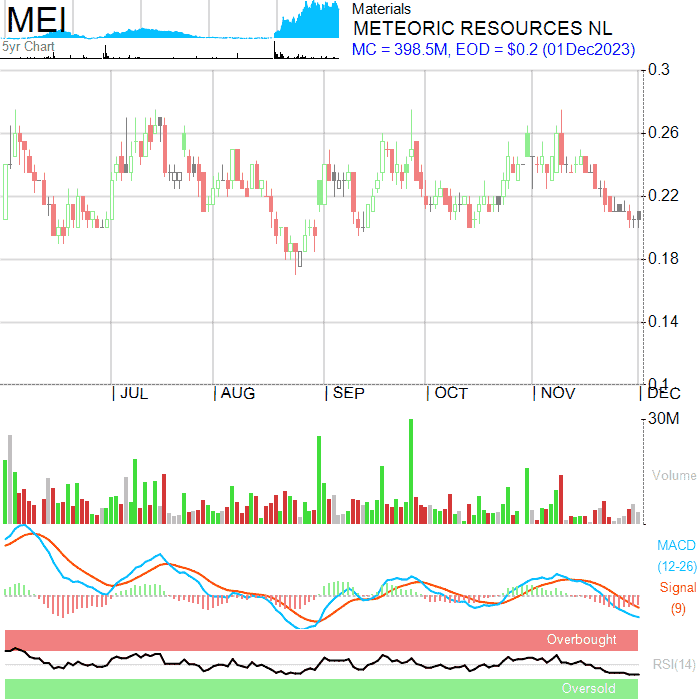 MEI
5yr Chart
Materials
METEORIC RESOURCES NL
MC = 398.5M, EOD = $0.2 (01Dec2023)
0.3
0.26
0.22
0.18
0.14
0.1
JUL AUG SEP OCT NOV DEC
30M
Volume
MACD
(12-26)
Signal
(9)
Overbought
RSI(14)
Oversold